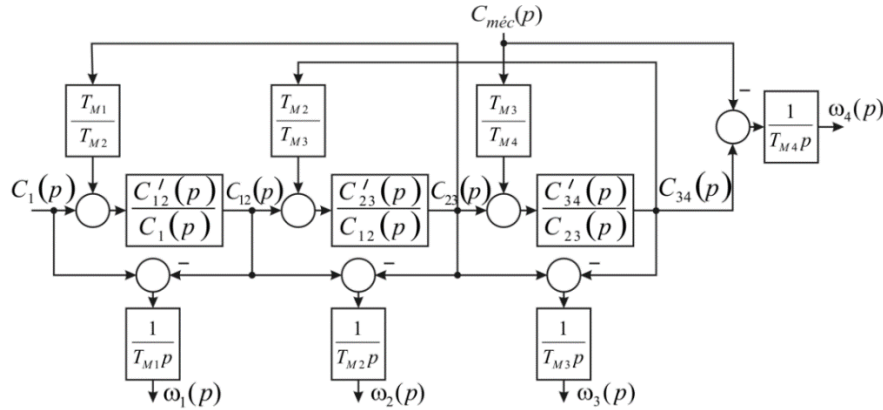 C_méc(p)
T_M1 / T_M2
T_M2 / T_M3
T_M3 / T_M4
−
1 / T_M4 p
ω_4(p)
C_1(p)
C′_12(p) / C_1(p)
C_12(p)
C′_23(p) / C_12(p)
C_23(p)
C′_34(p) / C_23(p)
C_34(p)
−
−
−
1 / T_M1 p
1 / T_M2 p
1 / T_M3 p
ω_1(p)
ω_2(p)
ω_3(p)